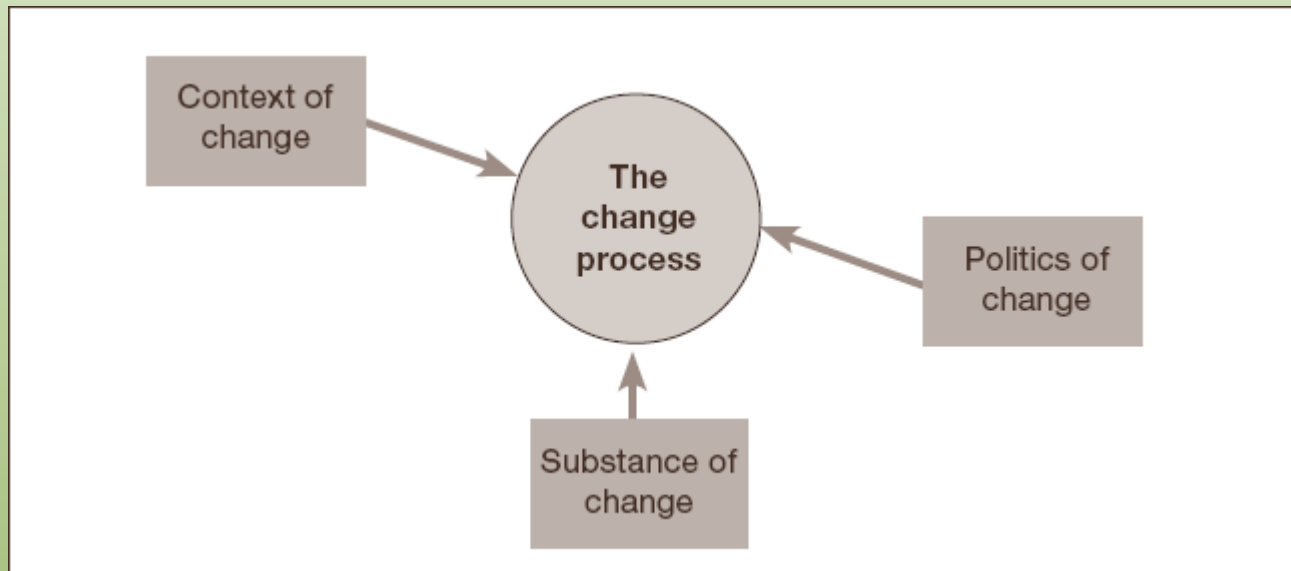 Context of
change
The
change
process
Politics of
change
Substance of
change